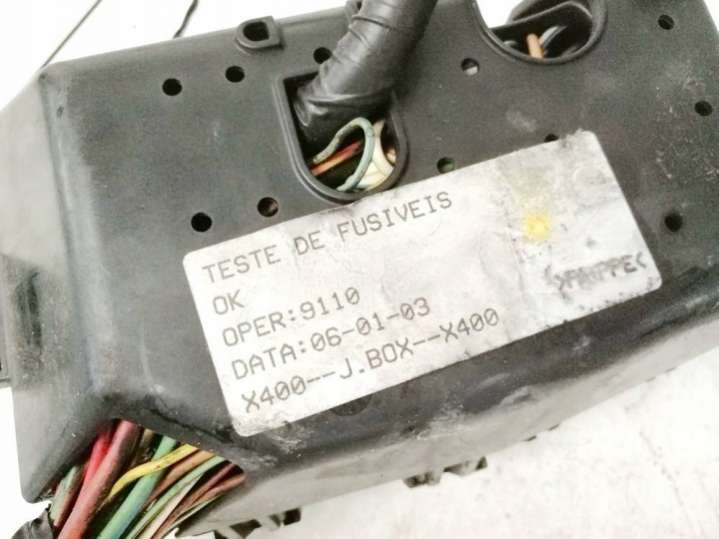 TESTE DE FUSIVEIS
OK
OPER:9110
DATA:06-01-03
X400--J.BOX--X400